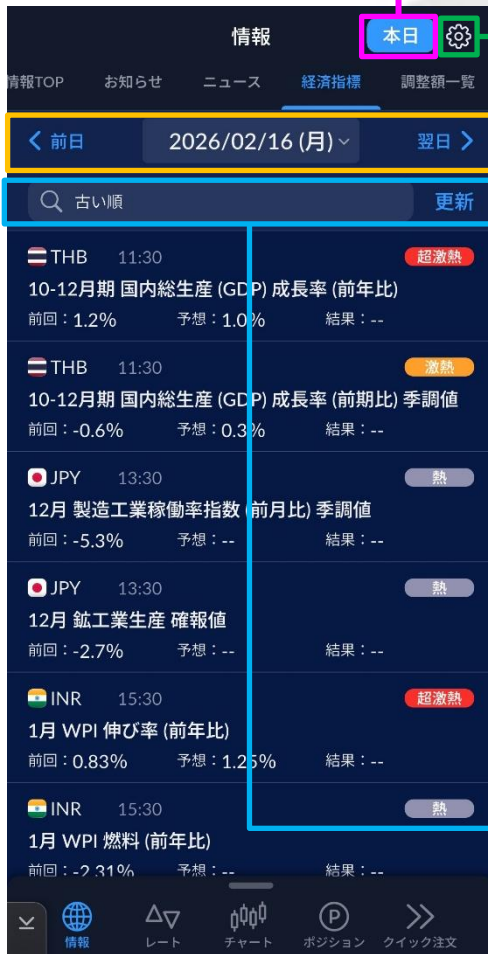 情報 本日
情報TOP お知らせ ニュース 経済指標 調整額一覧
前日 2026/02/16 (月) 翌日
古い順 更新
THB 11:30 超激熱
10-12月期 国内総生産 (GDP) 成長率 (前年比)
前回：1.2% 予想：1.0% 結果：--
THB 11:30 激熱
10-12月期 国内総生産 (GDP) 成長率 (前期比) 季調値
前回：-0.6% 予想：0.3% 結果：--
JPY 13:30 熱
12月 製造工業稼働率指数 (前月比) 季調値
前回：-5.3% 予想：-- 結果：--
JPY 13:30 熱
12月 鉱工業生産 確報値
前回：-2.7% 予想：-- 結果：--
INR 15:30 超激熱
1月 WPI 伸び率 (前年比)
前回：0.83% 予想：1.25% 結果：--
INR 15:30 熱
1月 WPI 燃料 (前年比)
前回：-2.31% 予想：-- 結果：--
情報 レート チャート ポジション クイック注文